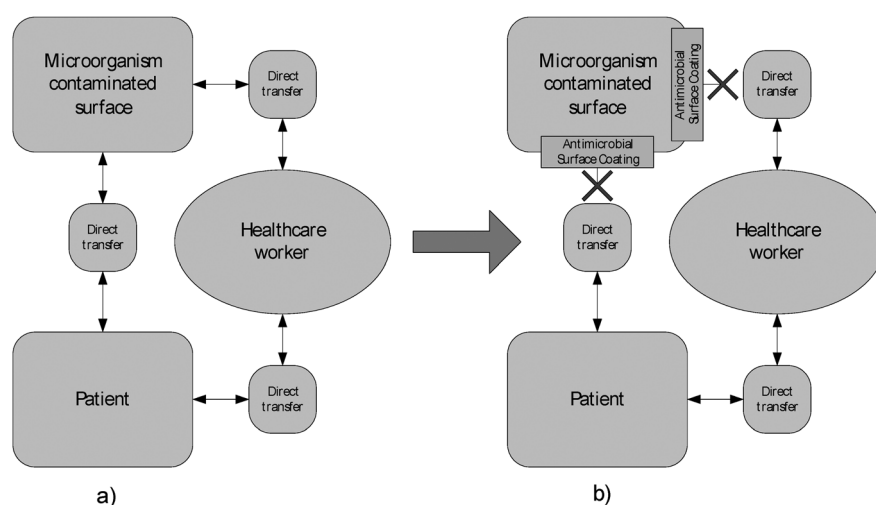 Microorganism
contaminated
surface
Direct
transfer
Direct
transfer
Healthcare
worker
Patient
Direct
transfer
a)
Microorganism
contaminated
surface
Antimicrobial
Surface Coating
Direct
transfer
Antimicrobial
Surface Coating
Direct
transfer
Healthcare
worker
Patient
Direct
transfer
b)